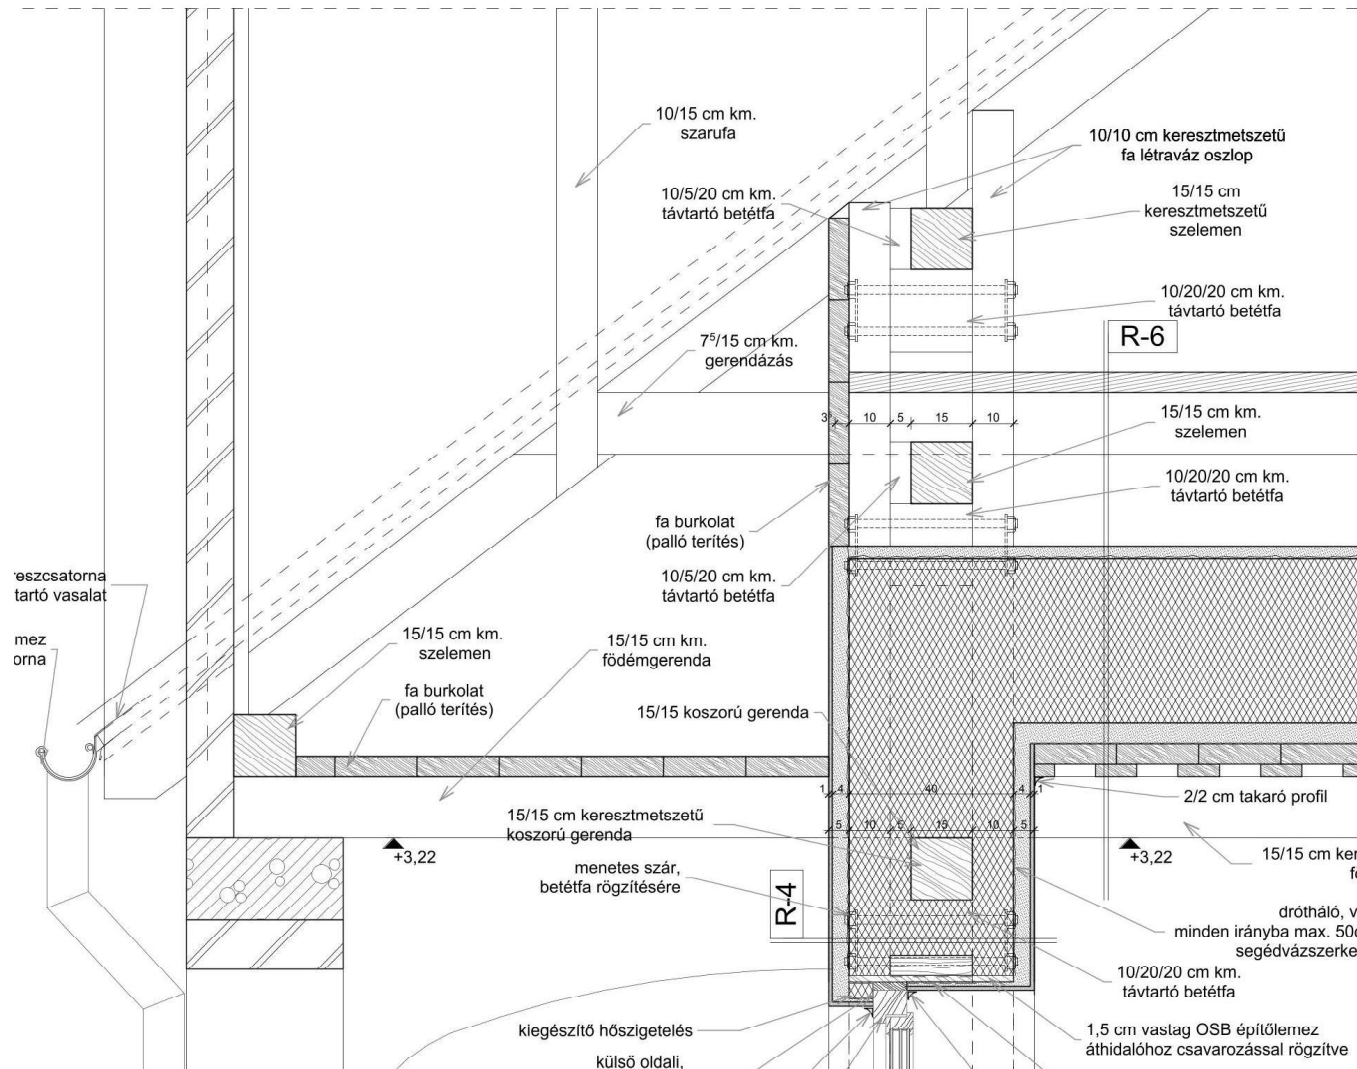 10/15 cm km.
szarufa
10/10 cm keresztmetszetű
fa létraváz oszlop
10/5/20 cm km.
távtartó betétfa
15/15 cm
keresztmetszetű
szelemen
10/20/20 cm km.
távtartó betétfa
R-6
7⁵/15 cm km.
gerendázás
3⁵ 10 5 15 10
15/15 cm km.
szelemen
10/20/20 cm km.
távtartó betétfa
fa burkolat
(palló terítés)
10/5/20 cm km.
távtartó betétfa
eszcsatorna
tartó vasalat
mez
orna
15/15 cm km.
szelemen
15/15 cm km.
födémgerenda
fa burkolat
(palló terítés)
15/15 koszorú gerenda
1 4 40 4 1
2/2 cm takaró profil
15/15 cm keresztmetszetű
koszorú gerenda
5 10 5 15 10 5
+3,22
+3,22
15/15 cm ker
fö
menetes szár,
betétfa rögzítésére
R-4
drótháló, v
minden irányba max. 50c
segédvázszerke
10/20/20 cm km.
távtartó betétfa
kiegészítő hőszigetelés
1,5 cm vastag OSB építőlemez
áthidalóhoz csavarozással rögzítve
külső oldali,